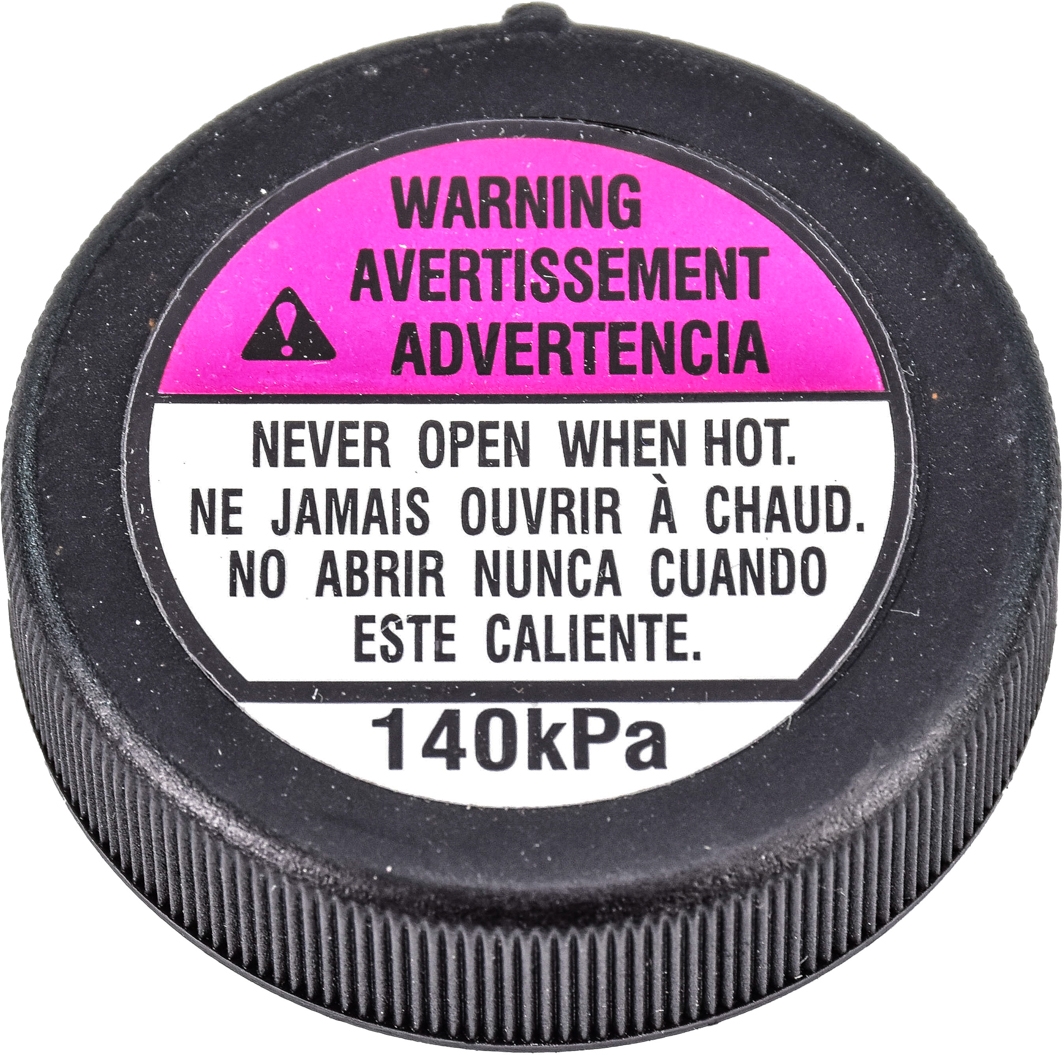 WARNING
AVERTISSEMENT
ADVERTENCIA
NEVER OPEN WHEN HOT.
NE JAMAIS OUVRIR À CHAUD.
NO ABRIR NUNCA CUANDO
ESTE CALIENTE.
140kPa